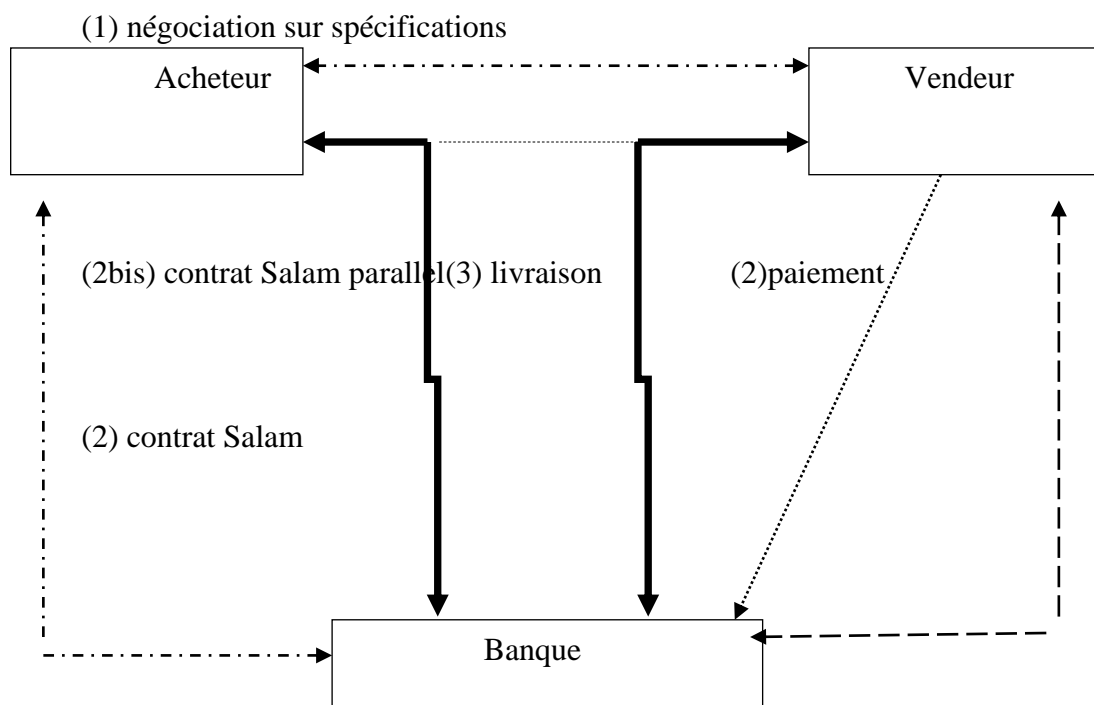 (1) négociation sur spécifications
Acheteur
Vendeur
(2bis) contrat Salam parallel(3) livraison
(2)paiement
(2) contrat Salam
Banque